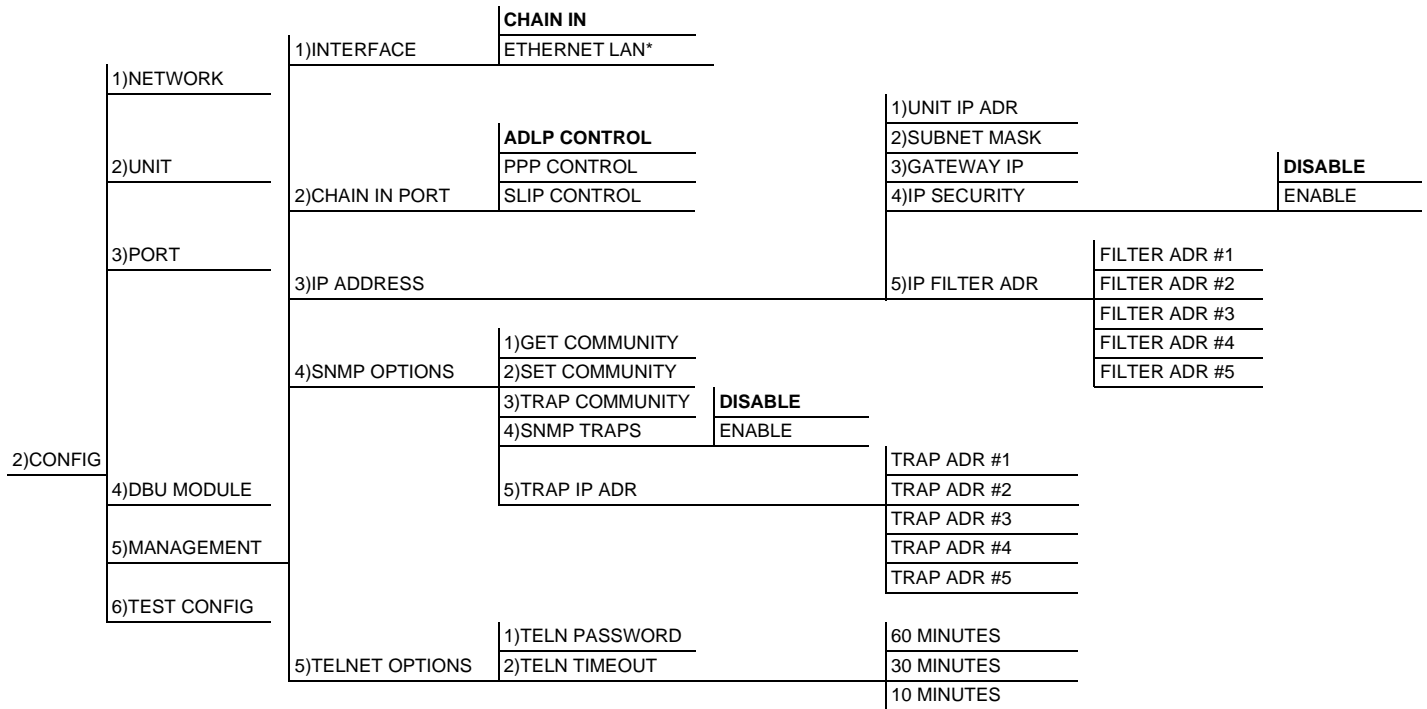 CHAIN IN
1)INTERFACE
ETHERNET LAN*
1)NETWORK
1)UNIT IP ADR
ADLP CONTROL
2)SUBNET MASK
2)UNIT
PPP CONTROL
3)GATEWAY IP
DISABLE
2)CHAIN IN PORT
SLIP CONTROL
4)IP SECURITY
ENABLE
3)PORT
FILTER ADR #1
3)IP ADDRESS
5)IP FILTER ADR
FILTER ADR #2
FILTER ADR #3
1)GET COMMUNITY
FILTER ADR #4
4)SNMP OPTIONS
2)SET COMMUNITY
FILTER ADR #5
3)TRAP COMMUNITY
DISABLE
4)SNMP TRAPS
ENABLE
2)CONFIG
TRAP ADR #1
4)DBU MODULE
5)TRAP IP ADR
TRAP ADR #2
TRAP ADR #3
5)MANAGEMENT
TRAP ADR #4
TRAP ADR #5
6)TEST CONFIG
1)TELN PASSWORD
60 MINUTES
5)TELNET OPTIONS
2)TELN TIMEOUT
30 MINUTES
10 MINUTES